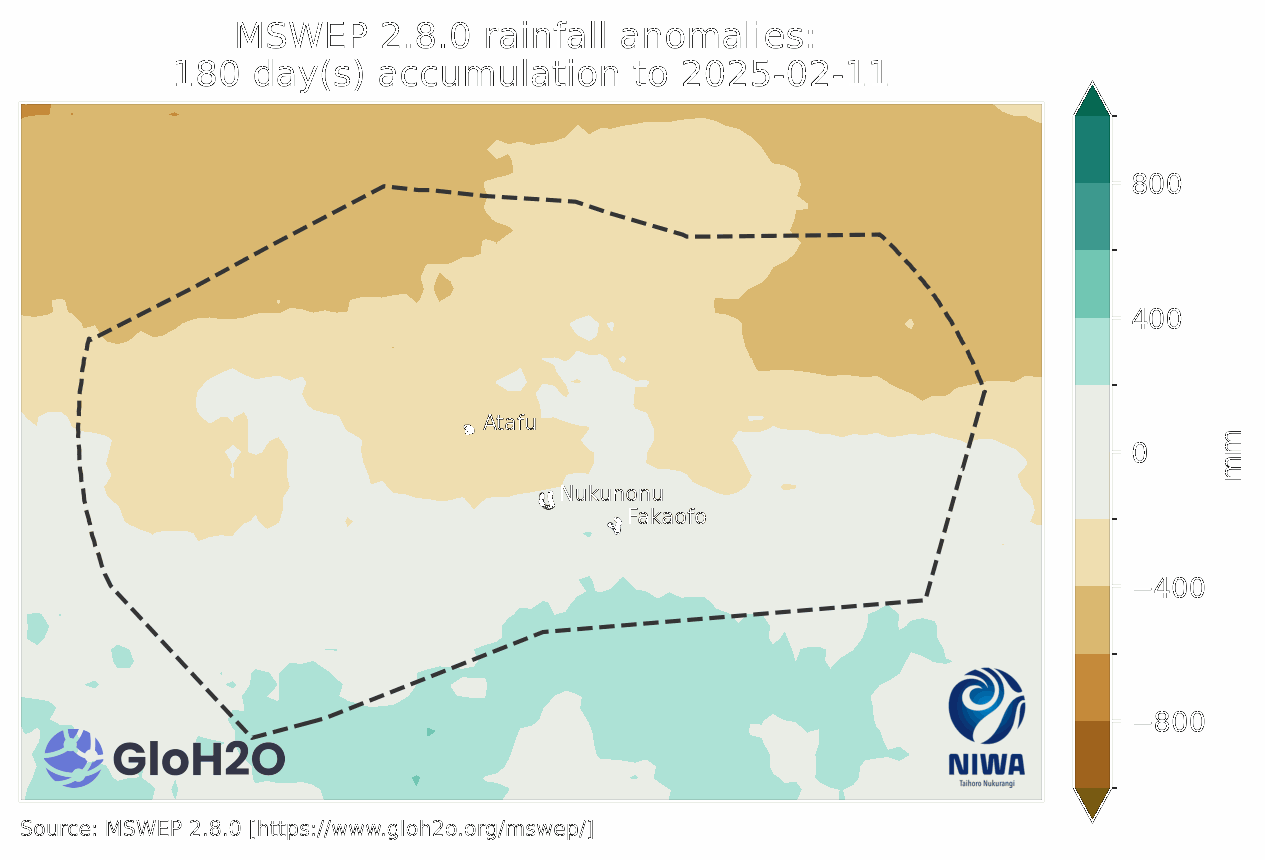 MSWEP 2.8.0 rainfall anomalies:
180 day(s) accumulation to 2025-02-11
800
400
0
−400
−800
mm
Atafu
Nukunonu
Fakaofo
GloH2O
NIWA
Taihoro Nukurangi
Source: MSWEP 2.8.0 [https://www.gloh2o.org/mswep/]